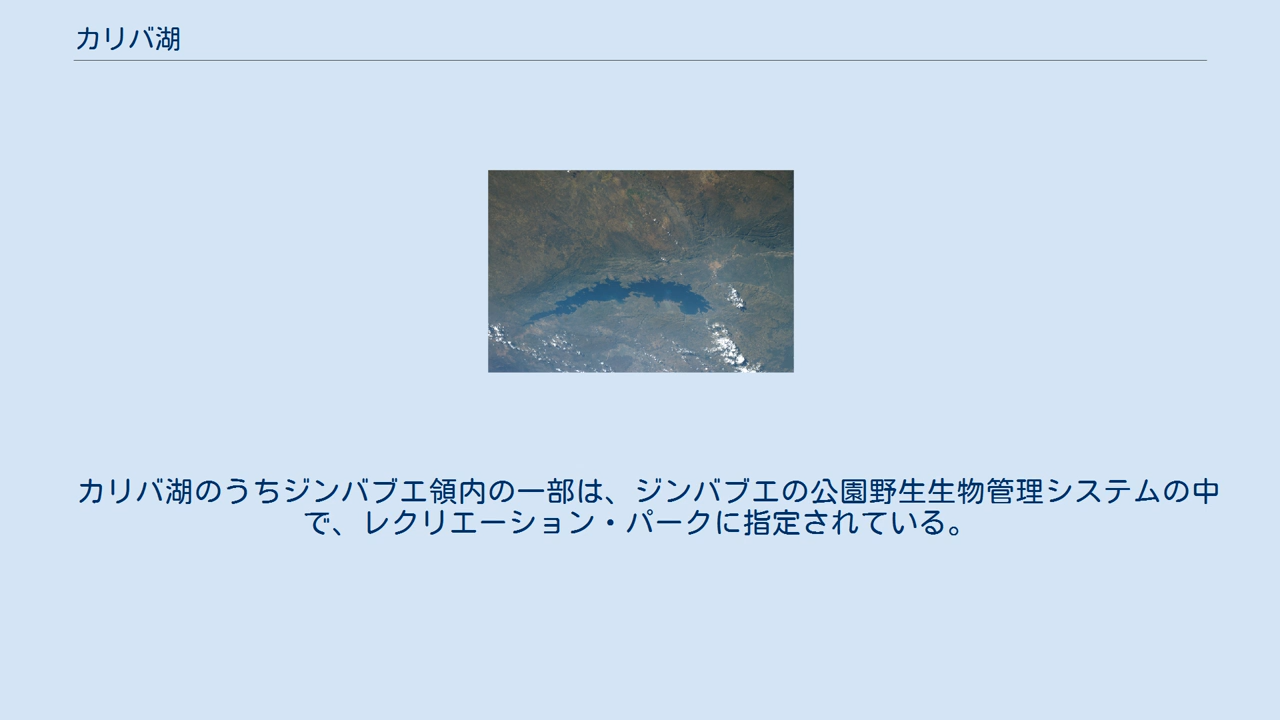 カリバ湖
カリバ湖のうちジンバブエ領内の一部は、ジンバブエの公園野生生物管理システムの中
で、レクリエーション・パークに指定されている。